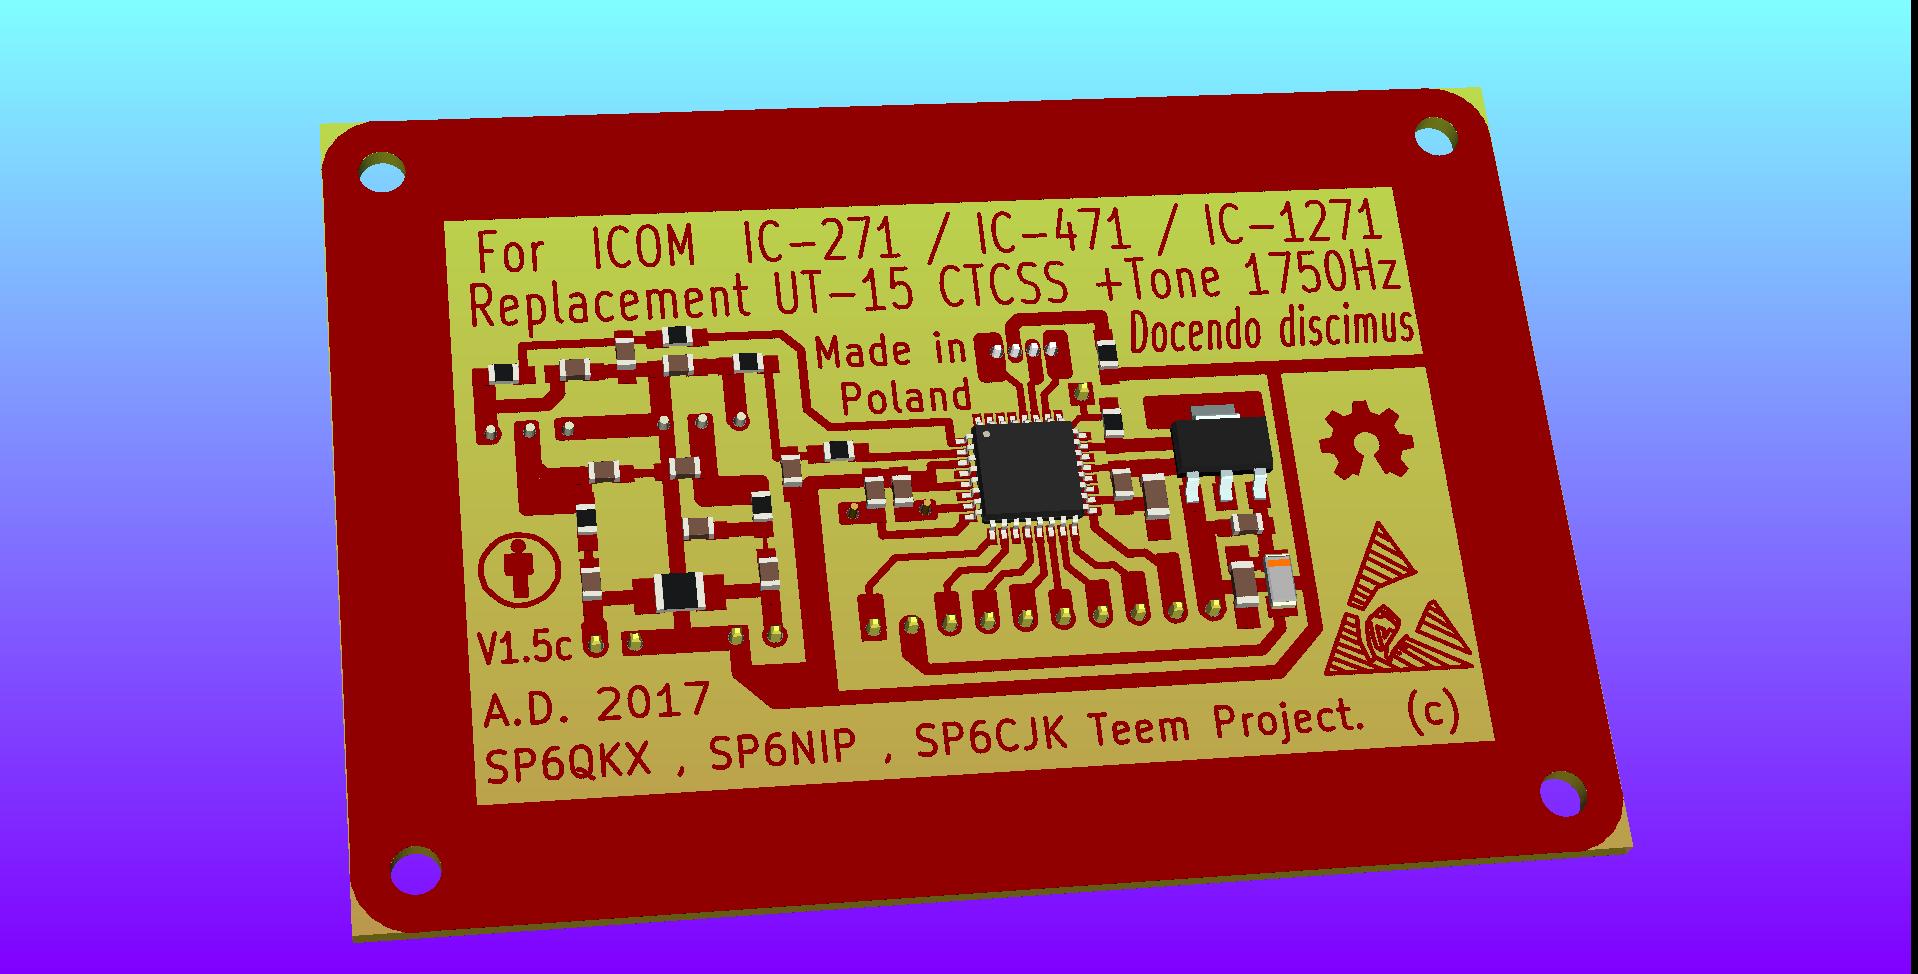 For ICOM IC-271 / IC-471 / IC-1271
Replacement UT-15 CTCSS +Tone 1750Hz
Made in
Poland
Docendo discimus
V1.5c
A.D. 2017
SP6QKX , SP6NIP , SP6CJK Teem Project. (c)